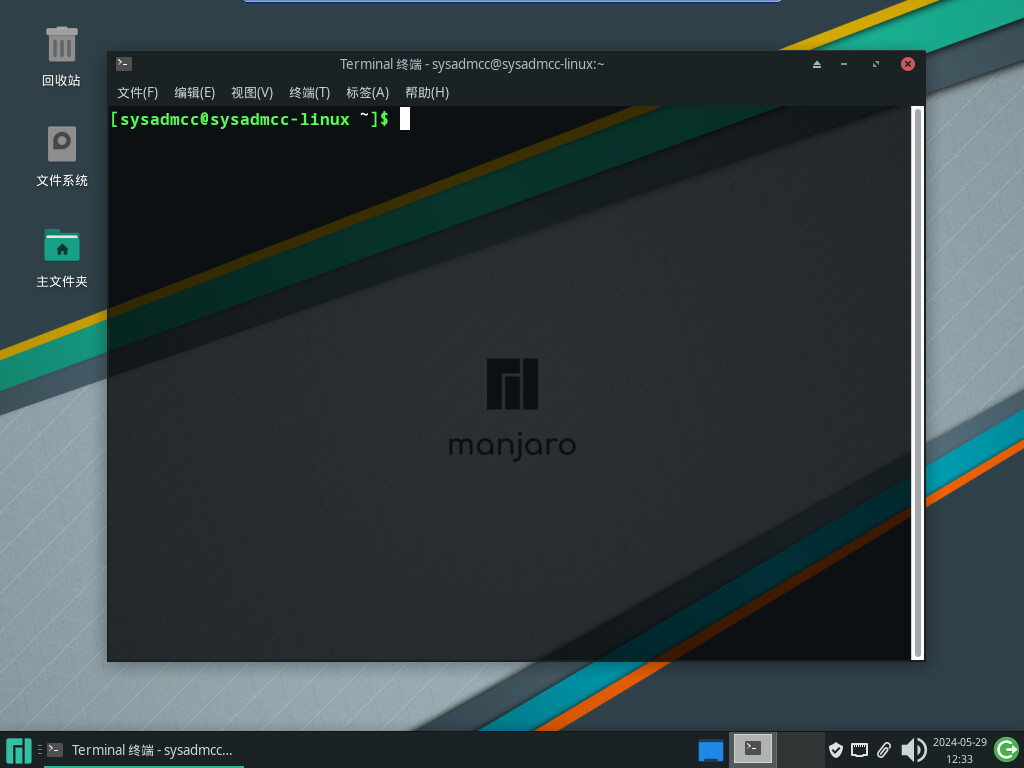 回收站
文件系统
主文件夹
Terminal 终端 - sysadmcc@sysadmcc-linux:~
文件(F) 编辑(E) 视图(V) 终端(T) 标签(A) 帮助(H)
[sysadmcc@sysadmcc-linux ~]$
manjaro
Terminal 终端 - sysadmcc...
2024-05-29
12:33